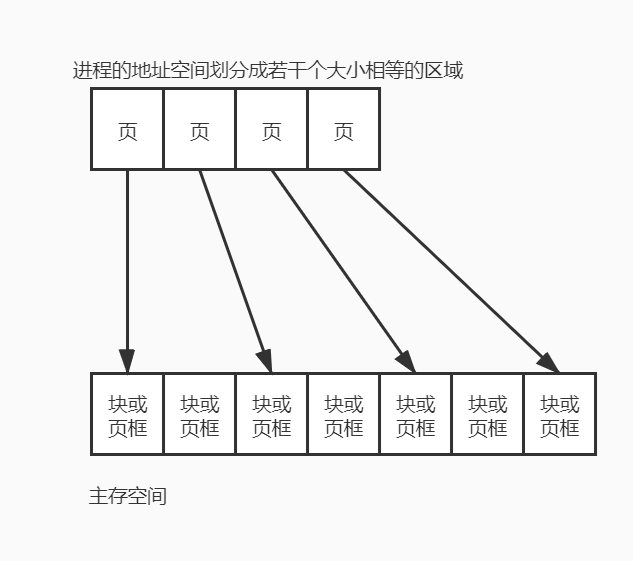 进程的地址空间划分成若干个大小相等的区域
页 页 页 页
块或 块或 块或 块或 块或 块或 块或
页框 页框 页框 页框 页框 页框 页框
主存空间